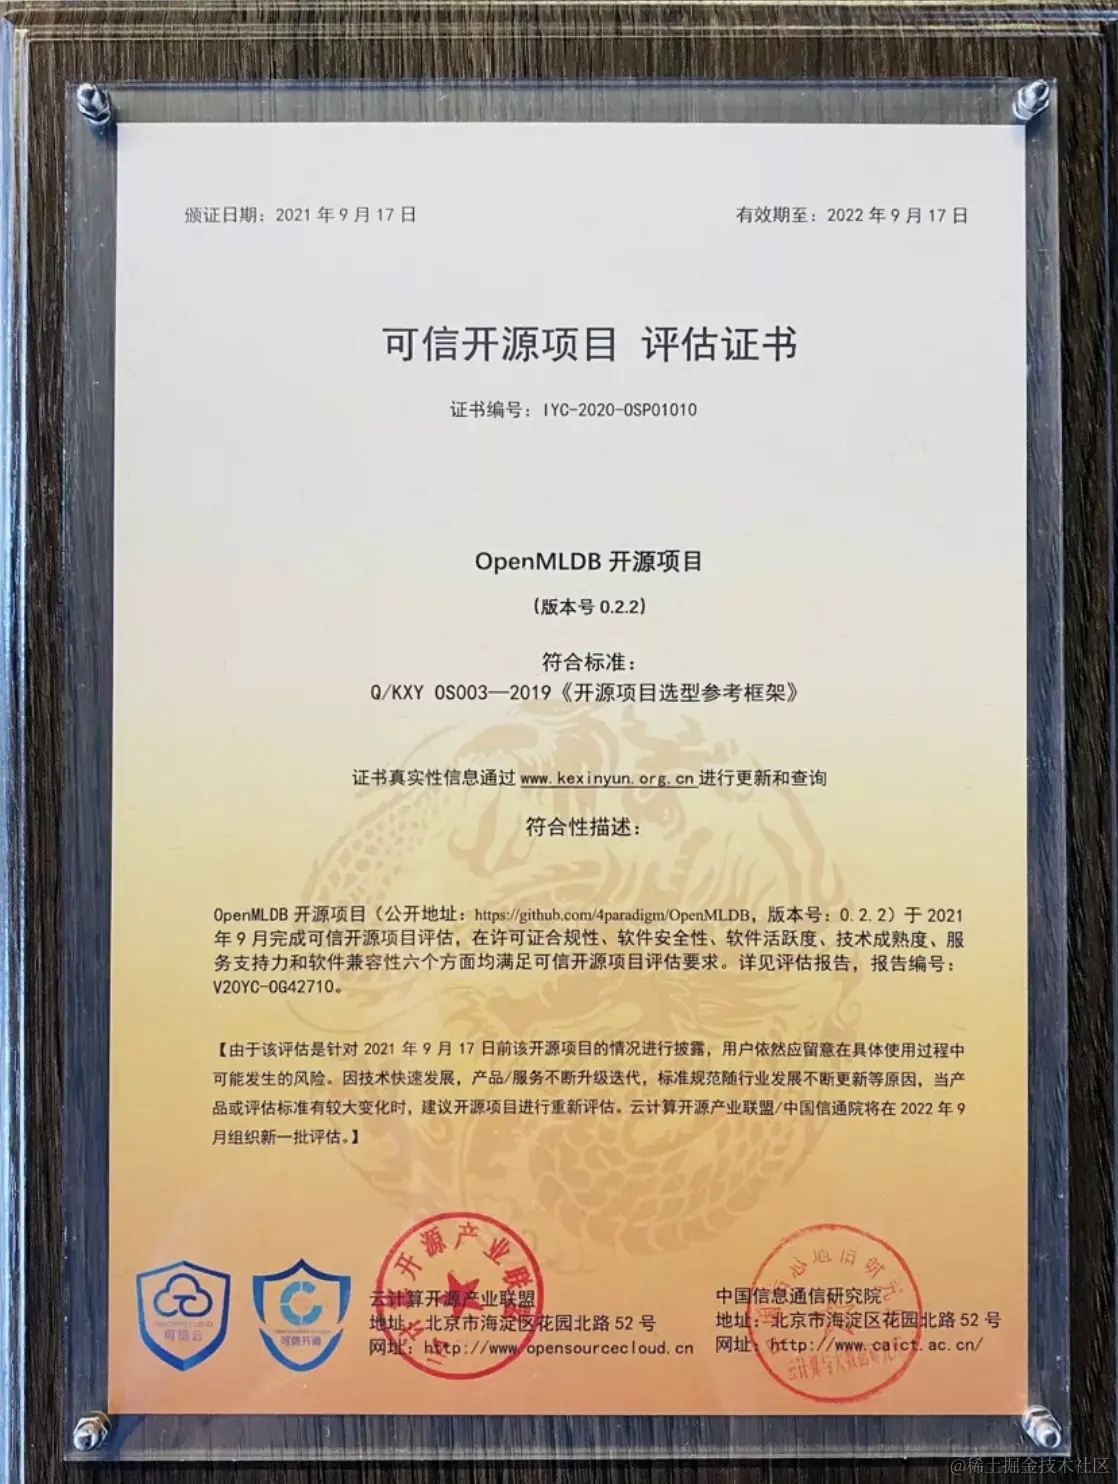 颁证日期：2021 年 9 月 17 日
有效期至：2022 年 9 月 17 日
可信开源项目 评估证书
证书编号：IYC-2020-OSP01010
OpenMLDB 开源项目
（版本号 0.2.2）
符合标准：
Q/KXY OS003—2019《开源项目选型参考框架》
证书真实性信息通过 www.kexinyun.org.cn 进行更新和查询
符合性描述：
OpenMLDB 开源项目（公开地址：https://github.com/4paradigm/OpenMLDB，版本号：0.2.2）于 2021
年 9 月完成可信开源项目评估，在许可证合规性、软件安全性、软件活跃度、技术成熟度、服
务支持力和软件兼容性六个方面均满足可信开源项目评估要求。详见评估报告，报告编号：
V20YC-OG42710。
【由于该评估是针对 2021 年 9 月 17 日前该开源项目的情况进行披露，用户依然应留意在具体使用过程中
可能发生的风险。因技术快速发展，产品/服务不断升级迭代，标准规范随行业发展不断更新等原因，当产
品或评估标准有较大变化时，建议开源项目进行重新评估。云计算开源产业联盟/中国信通院将在 2022 年 9
月组织新一批评估。】
可信云
可信开源
云计算开源产业联盟
地址：北京市海淀区花园北路 52 号
网址：http://www.opensourcecloud.cn
开源产业联盟
中国信息通信研究院
地址：北京市海淀区花园北路 52 号
网址：http://www.caict.ac.cn/
@稀土掘金技术社区